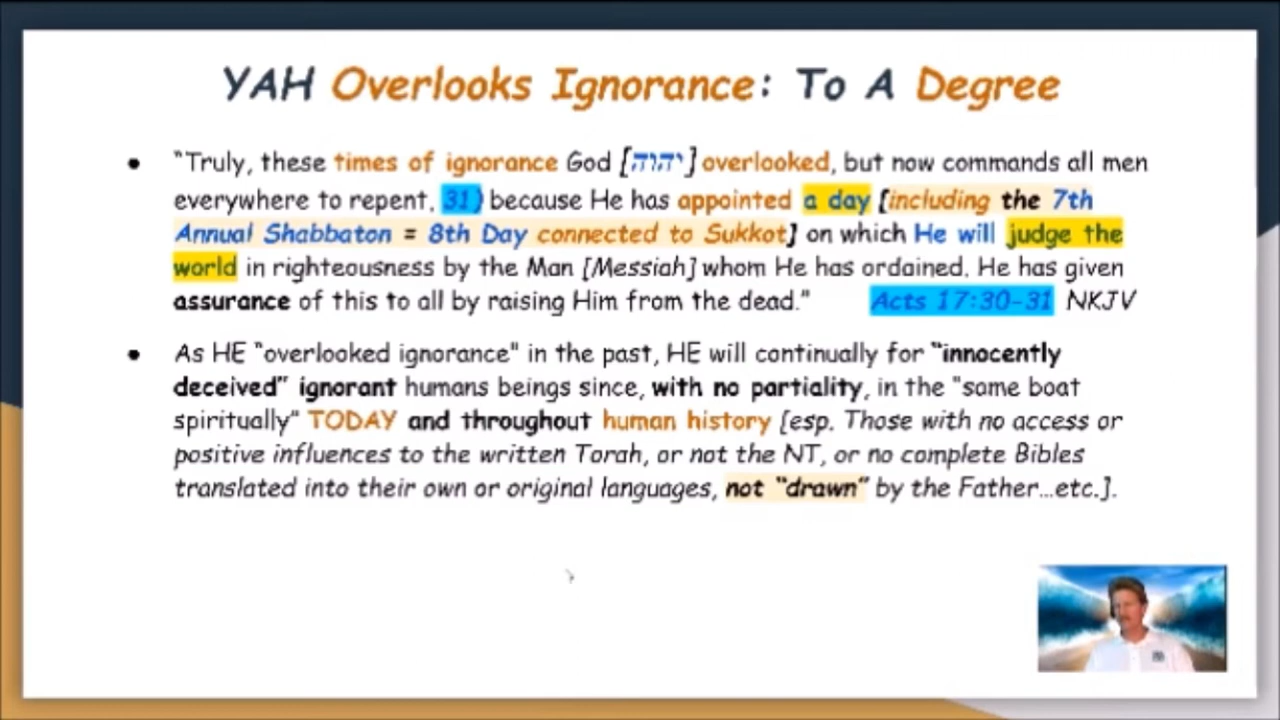 YAH Overlooks Ignorance: To A Degree
● "Truly, these times of ignorance God [יהוה] overlooked, but now commands all men
everywhere to repent, 31) because He has appointed a day [including the 7th
Annual Shabbaton = 8th Day connected to Sukkot] on which He will judge the
world in righteousness by the Man [Messiah] whom He has ordained. He has given
assurance of this to all by raising Him from the dead." Acts 17:30-31 NKJV
● As HE "overlooked ignorance" in the past, HE will continually for "innocently
deceived" ignorant humans beings since, with no partiality, in the "same boat
spiritually" TODAY and throughout human history [esp. Those with no access or
positive influences to the written Torah, or not the NT, or no complete Bibles
translated into their own or original languages, not "drawn" by the Father…etc.].